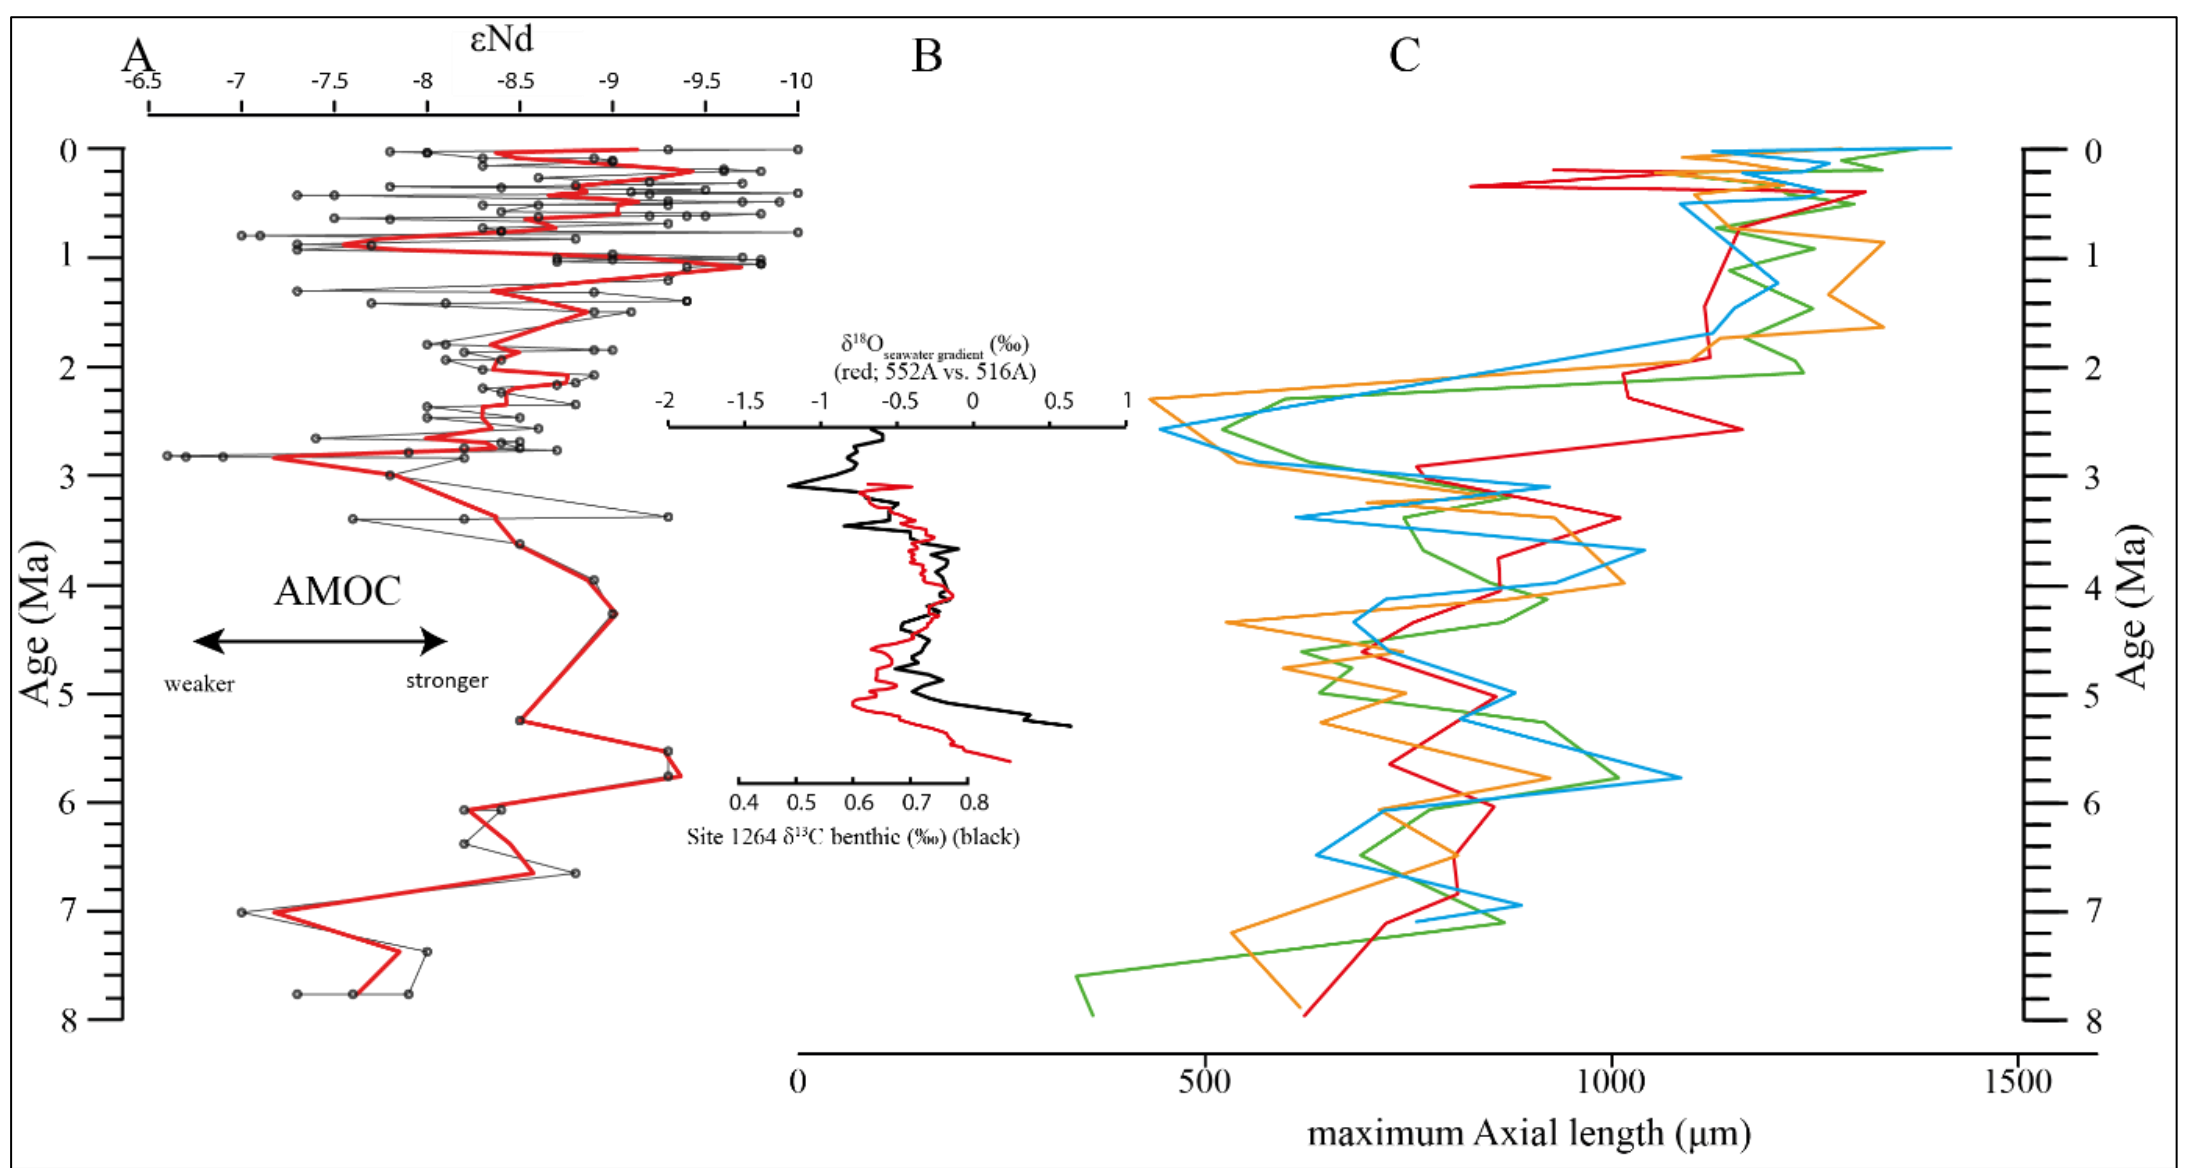 A
εNd
B
C
-6.5 -7 -7.5 -8 -8.5 -9 -9.5 -10
0
1
2
3
4
5
6
7
8
Age (Ma)
AMOC
weaker
stronger
δ¹⁸O seawater gradient (‰)
(red; 552A vs. 516A)
-2 -1.5 -1 -0.5 0 0.5 1
0.4 0.5 0.6 0.7 0.8
Site 1264 δ¹³C benthic (‰) (black)
0
1
2
3
4
5
6
7
8
Age (Ma)
0 500 1000 1500
maximum Axial length (μm)